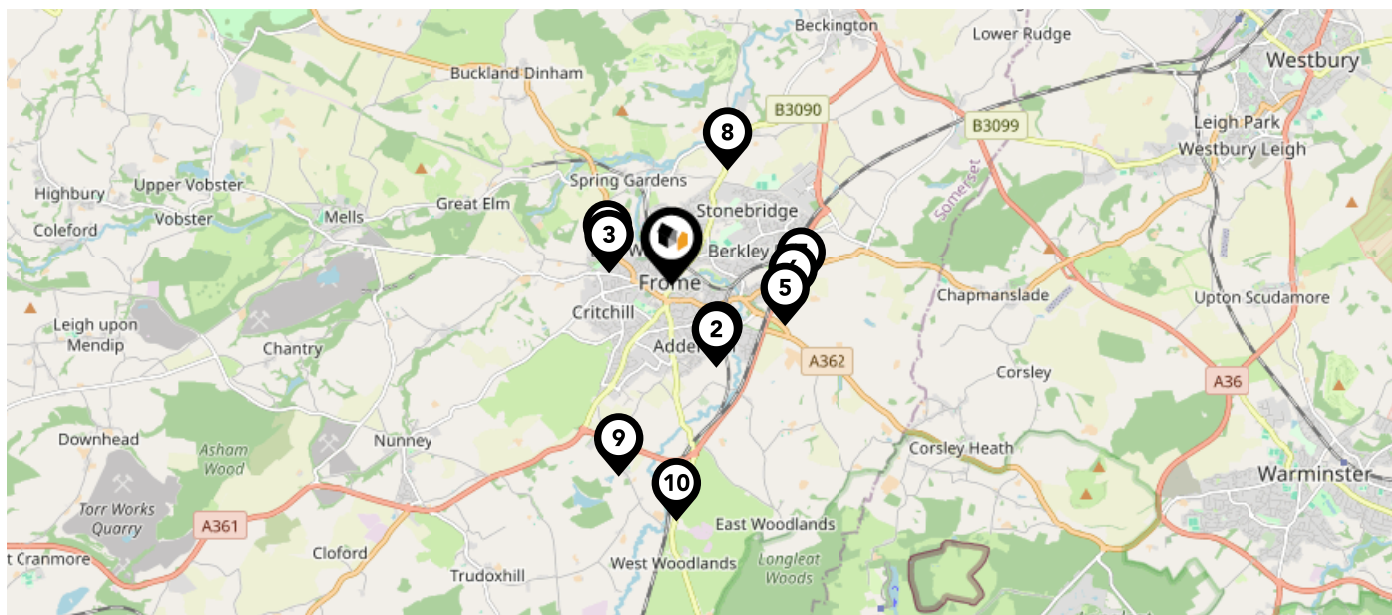 Beckington
Lower Rudge
Westbury
Buckland Dinham
B3090
8
B3099
Leigh Park
Westbury Leigh
Spring Gardens
Upper Vobster
Highbury
Great Elm
Somerset
Stonebridge
Vobster
Mells
Coleford
3
Berkley
Frome
5
Chapmanslade
Upton Scudamore
Critchill
Leigh upon
Mendip
2
Chantry
Adder
A362
Corsley
A36
Downhead
Nunney
9
Asham
Wood
Corsley Heath
Warminster
10
Torr Works
Quarry
A361
East Woodlands
Cloford
t Cranmore
West Woodlands
Longleat
Woods
Trudoxhill